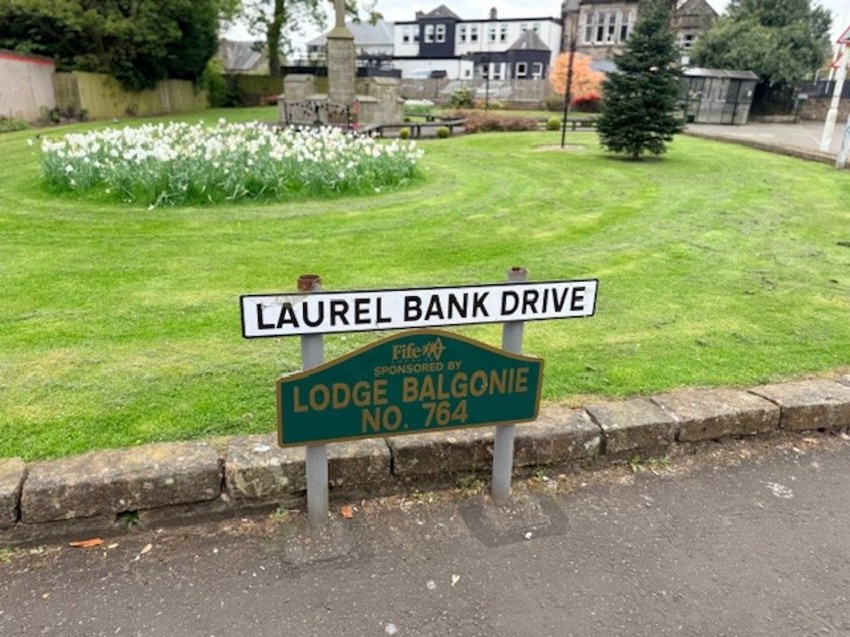 LAUREL BANK DRIVE
Fife
SPONSORED BY
LODGE BALGONIE
NO. 764